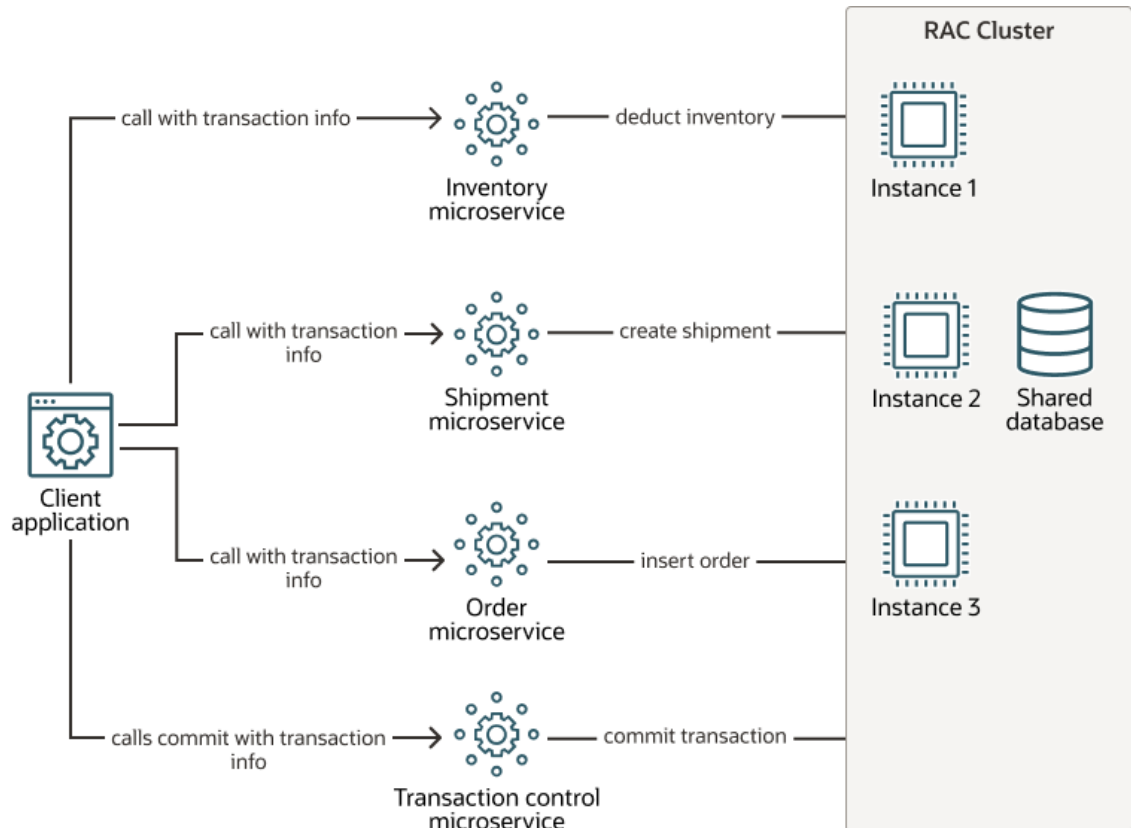 RAC Cluster
call with transaction info
deduct inventory
Inventory
microservice
Instance 1
call with transaction
info
create shipment
Shipment
microservice
Instance 2
Shared
database
Client
application
call with transaction
info
insert order
Order
microservice
Instance 3
calls commit with transaction
info
commit transaction
Transaction control
microservice